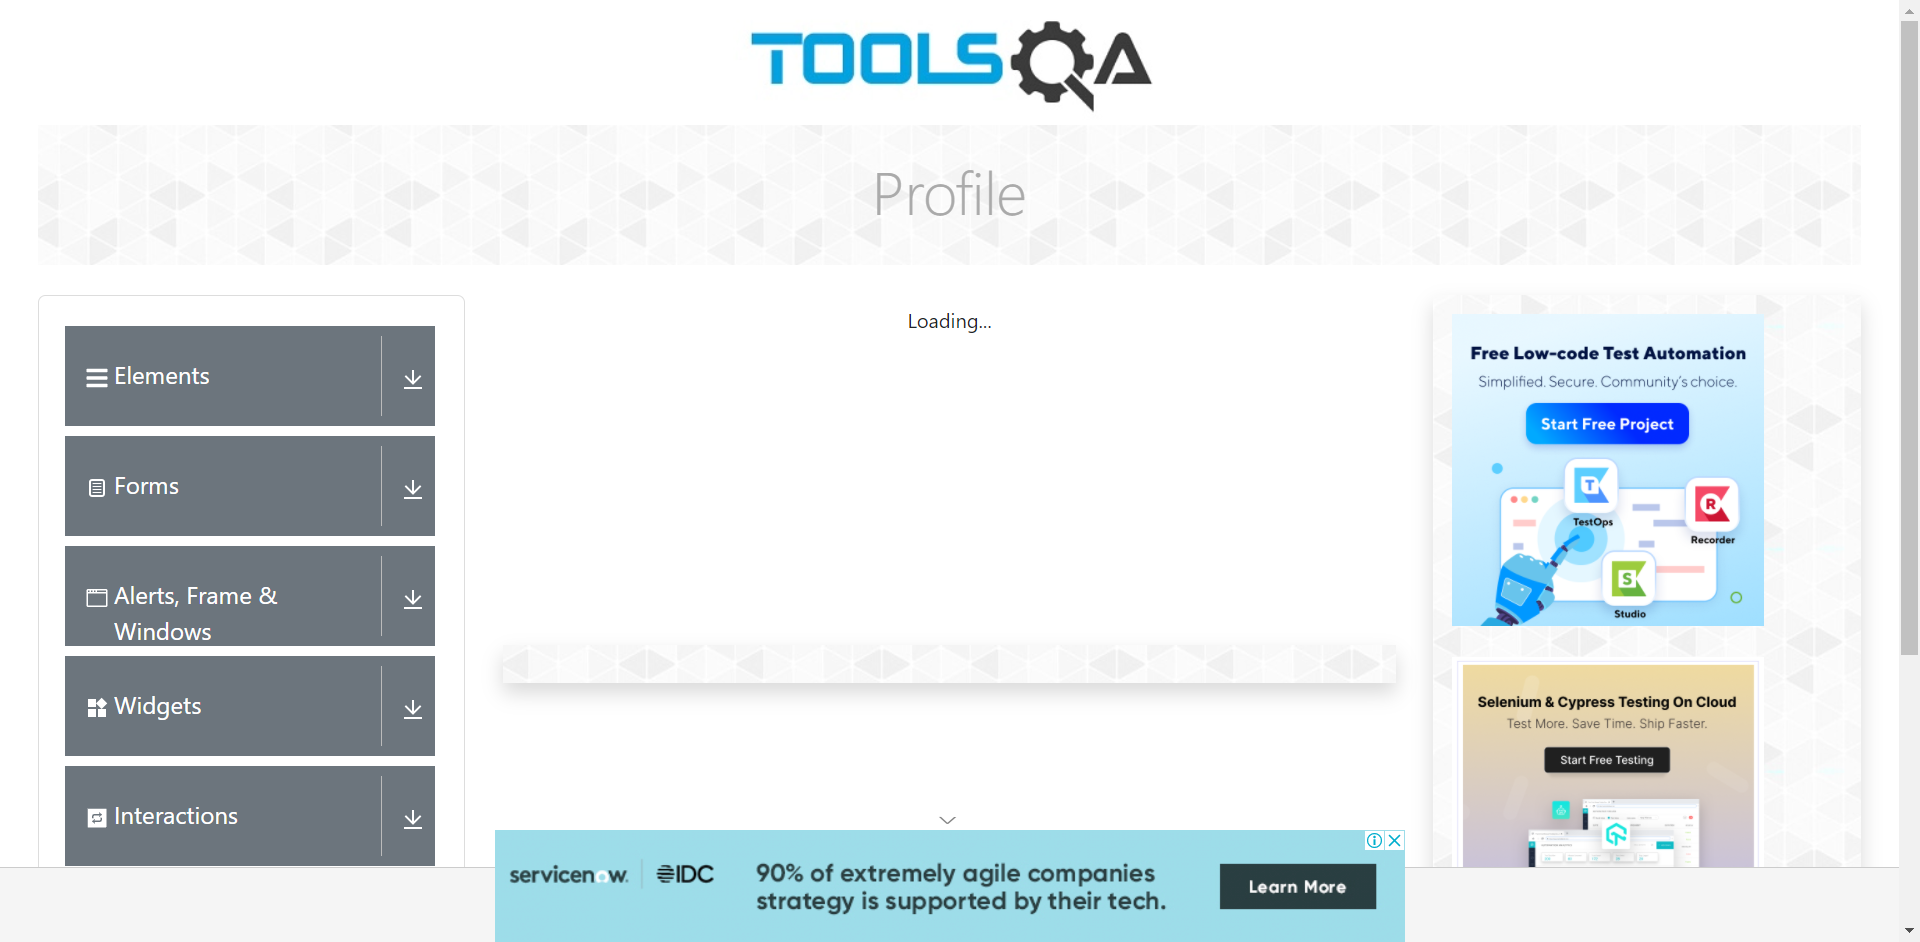 TOOLSQA
Profile
Elements
Forms
Alerts, Frame &
Windows
Widgets
Interactions
Loading...
Free Low-code Test Automation
Simplified. Secure. Community's choice.
Start Free Project
T
TestOps
R
Recorder
S
Studio
Selenium & Cypress Testing On Cloud
Test More. Save Time. Ship Faster.
Start Free Testing
servicenow.
IDC
90% of extremely agile companies
strategy is supported by their tech.
Learn More